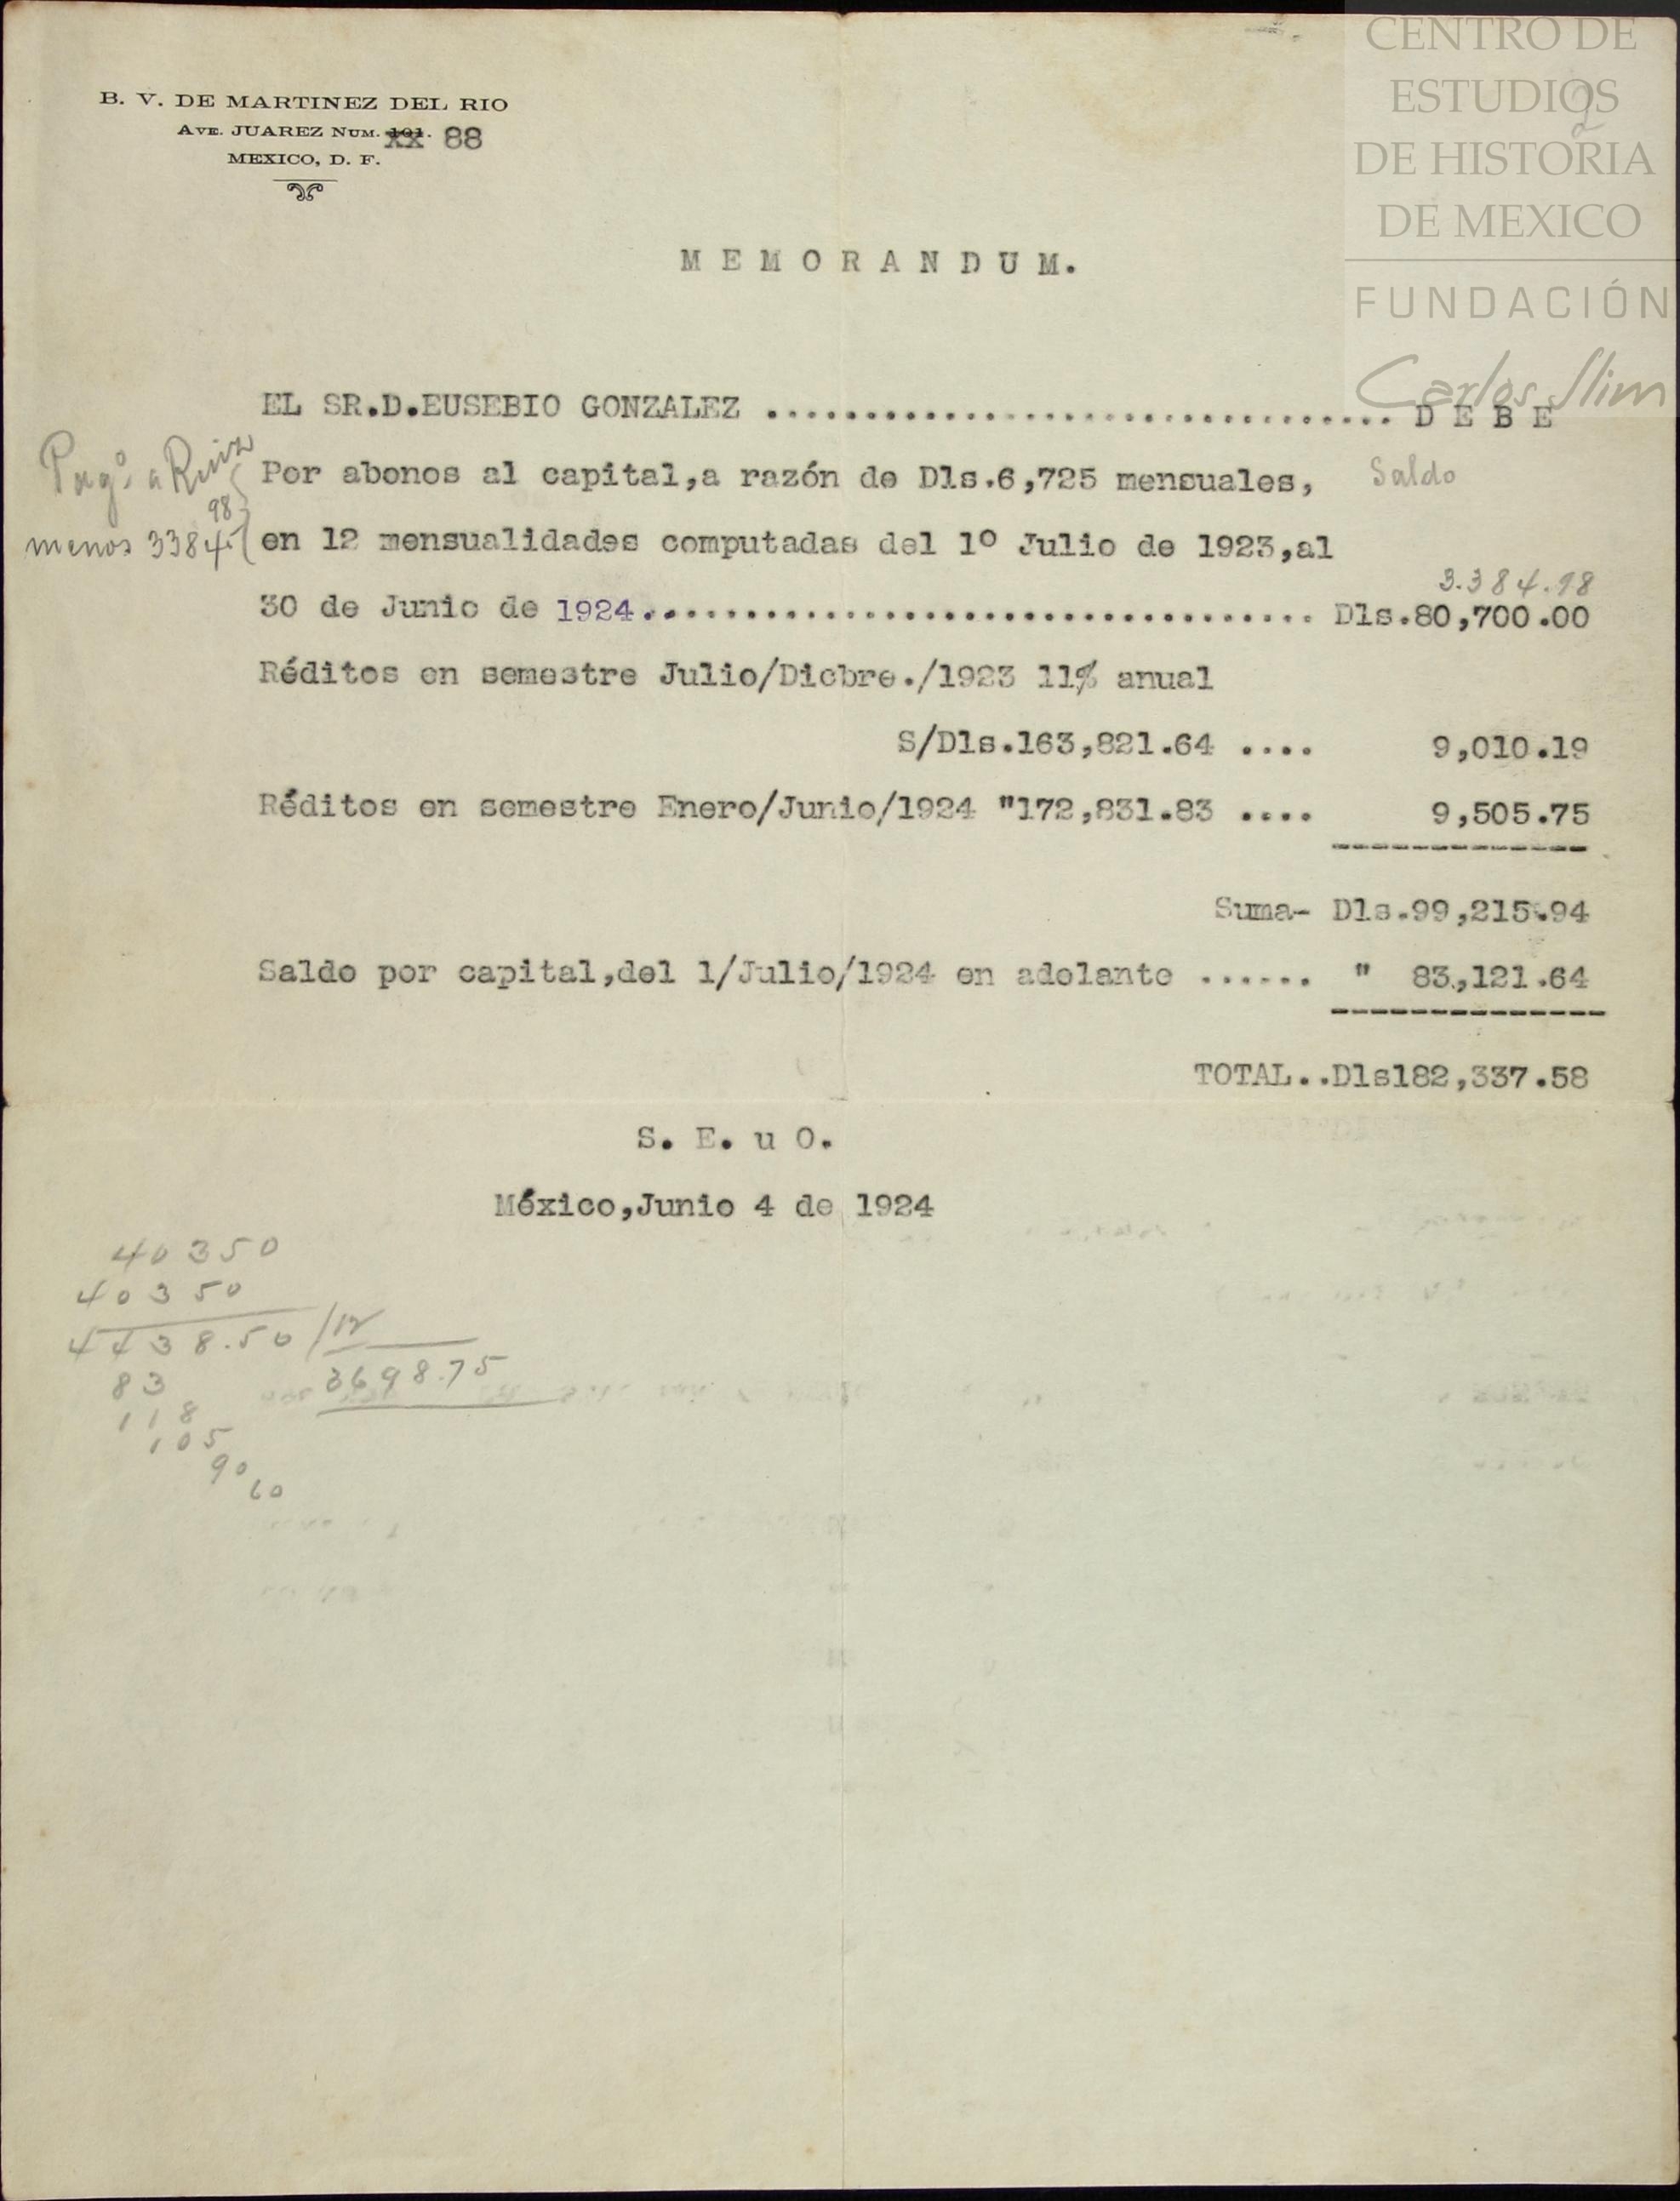 CENTRO DE
ESTUDIOS
DE HISTORIA
DE MEXICO
FUNDACIÓN
Carlos Slim
B. V. DE MARTINEZ DEL RIO
AVE. JUAREZ NUM. 101. 88
MEXICO, D. F.
MEMORANDUM.
EL SR.D.EUSEBIO GONZALEZ ................................ D E B E
Pag.º a Ruiz
Por abonos al capital,a razón de Dls.6,725 mensuales, Saldo
98
menos 3384 en 12 mensualidades computadas del 1º Julio de 1923,al
3.384.98
30 de Junio de 1924.................................. Dls.80,700.00
Réditos en semestre Julio/Dicbre./1923 11% anual
S/Dls.163,821.64 .... 9,010.19
Réditos en semestre Enero/Junio/1924 "172,831.83 .... 9,505.75
Suma- Dls.99,215.94
Saldo por capital,del 1/Julio/1924 en adelante ...... " 83,121.64
TOTAL..Dls182,337.58
S. E. u O.
México,Junio 4 de 1924
40350
40350
4438.50 /12
83 3698.75
118
105
90
60